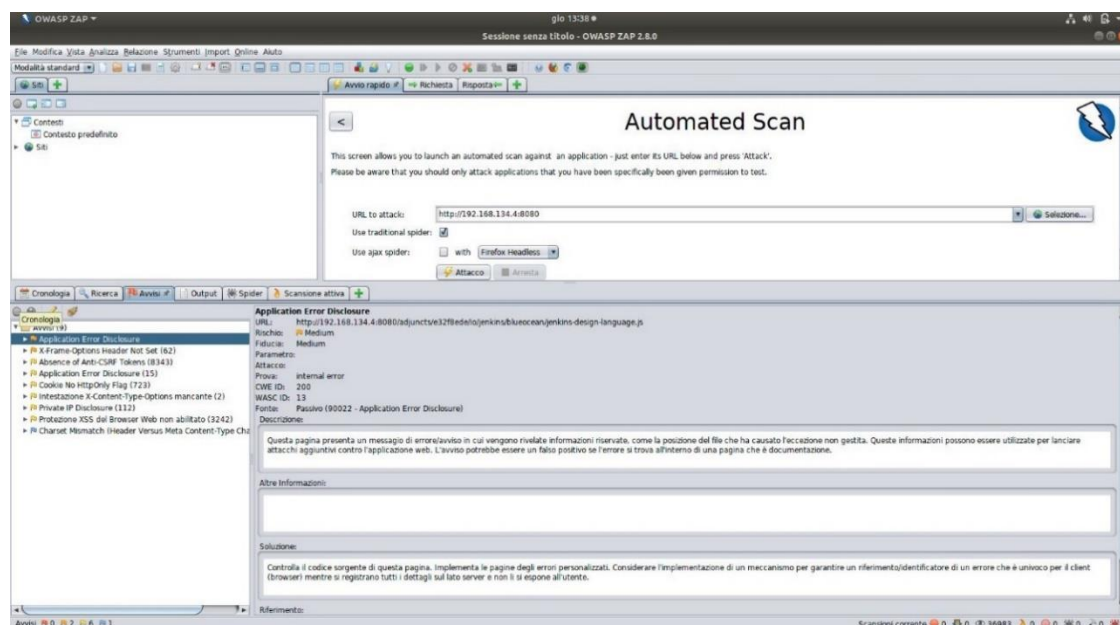 OWASP ZAP
gio 13:38
Sessione senza titolo - OWASP ZAP 2.8.0
File Modifica Vista Analizza Relazione Strumenti Import Online Aiuto
Modalità standard
Siti
Avvio rapido
Richiesta
Risposta
Contesti
Contesto predefinito
Siti
<
Automated Scan
This screen allows you to launch an automated scan against an application - just enter its URL below and press 'Attack'.
Please be aware that you should only attack applications that you have been specifically been given permission to test.
URL to attack: http://192.168.134.4:8080
Selezione...
Use traditional spider:
Use ajax spider: with Firefox Headless
Attacco
Arresta
Cronologia
Ricerca
Avvisi
Output
Spider
Scansione attiva
Cronologia
Avvisi (9)
Application Error Disclosure
X-Frame-Options Header Not Set (62)
Absence of Anti-CSRF Tokens (8343)
Application Error Disclosure (15)
Cookie No HttpOnly Flag (723)
Intestazione X-Content-Type-Options mancante (2)
Private IP Disclosure (112)
Protezione XSS del Browser Web non abilitato (3242)
Charset Mismatch (Header Versus Meta Content-Type Cha
Application Error Disclosure
URL: http://192.168.134.4:8080/adjuncts/e32f8ede/io/jenkins/blueocean/jenkins-design-language.js
Rischio: Medium
Fiducia: Medium
Parametro:
Attacco:
Prova: internal error
CWE ID: 200
WASC ID: 13
Fonte: Passivo (90022 - Application Error Disclosure)
Descrizione:
Questa pagina presenta un messagio di errore/avviso in cui vengono rivelate informazioni riservate, come la posizione del file che ha causato l'eccezione non gestita. Queste informazioni possono essere utilizzate per lanciare
attacchi aggiuntivi contro l'applicazione web. L'avviso potrebbe essere un falso positivo se l'errore si trova all'interno di una pagina che è documentazione.
Altre Informazioni:
Soluzione:
Controlla il codice sorgente di questa pagina. Implementa le pagine degli errori personalizzati. Considerare l'implementazione di un meccanismo per garantire un riferimento/identificatore di un errore che è univoco per il client
(browser) mentre si registrano tutti i dettagli sul lato server e non li si espone all'utente.
Riferimento:
Avvisi 0 2 6 1
Scansioni corrente 0 0 36983 0 0 0 0